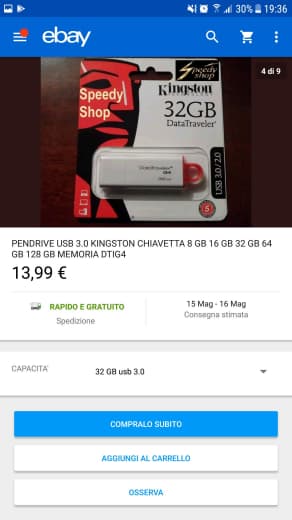 30% 19:36
ebay
4 di 9
Speedy
Shop
Speedy
Shop
Kingston
32GB
DataTraveler
USB 3.0/2.0
DataTraveler G4
5
PENDRIVE USB 3.0 KINGSTON CHIAVETTA 8 GB 16 GB 32 GB 64
GB 128 GB MEMORIA DTIG4
13,99 €
RAPIDO E GRATUITO
Spedizione
15 Mag - 16 Mag
Consegna stimata
CAPACITA'
32 GB usb 3.0
COMPRALO SUBITO
AGGIUNGI AL CARRELLO
OSSERVA